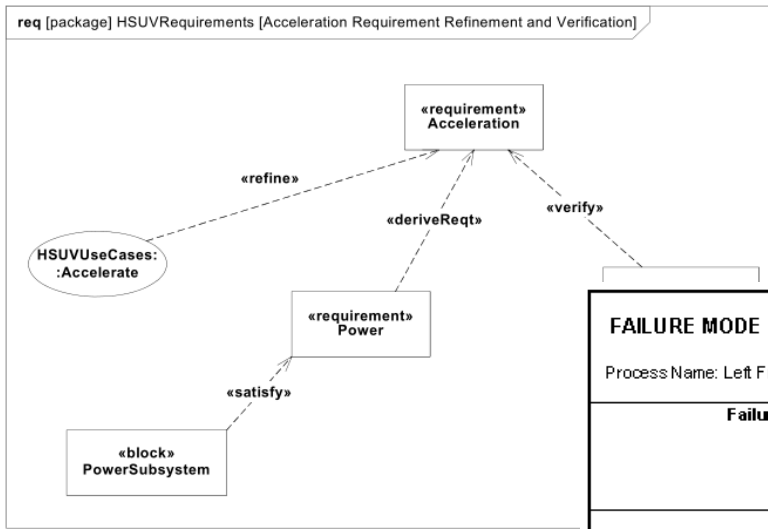 req [package] HSUVRequirements [Acceleration Requirement Refinement and Verification]
«requirement»
Acceleration
«refine»
«deriveReqt»
«verify»
HSUVUseCases:
:Accelerate
«requirement»
Power
«satisfy»
«block»
PowerSubsystem
FAILURE MODE
Process Name: Left F
Failu